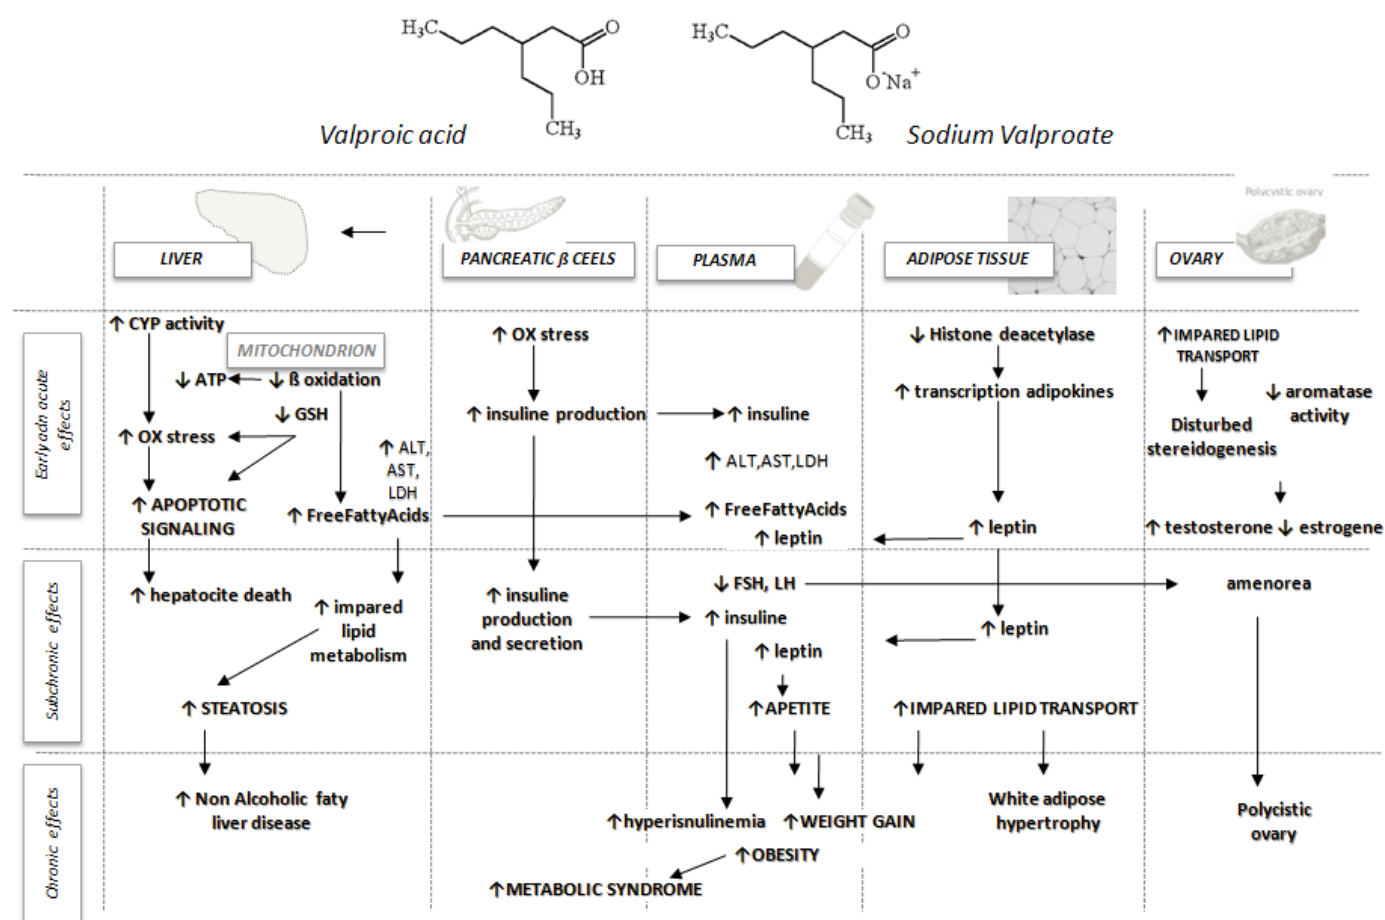 H₃C
O
OH
CH₃
Valproic acid
H₃C
O
O⁻Na⁺
CH₃
Sodium Valproate
Polycystic ovary
LIVER
PANCREATIC β CEELS
PLASMA
ADIPOSE TISSUE
OVARY
Early adn acute
effects
↑ CYP activity
MITOCHONDRION
↓ ATP
↓ ß oxidation
↓ GSH
↑ OX stress
↑ ALT,
AST,
LDH
↑ APOPTOTIC
SIGNALING
↑ FreeFattyAcids
↑ OX stress
↑ insuline production
↑ insuline
↑ ALT,AST,LDH
↑ FreeFattyAcids
↑ leptin
↓ Histone deacetylase
↑ transcription adipokines
↑ leptin
↑ IMPARED LIPID
TRANSPORT
↓ aromatase
activity
Disturbed
stereidogenesis
↑ testosterone ↓ estrogene
Subchronic effects
↑ hepatocite death
↑ impared
lipid
metabolism
↑ STEATOSIS
↑ insuline
production
and secretion
↓ FSH, LH
↑ insuline
↑ leptin
↑ APETITE
↑ leptin
↑ IMPARED LIPID TRANSPORT
amenorea
Chronic effects
↑ Non Alcoholic faty
liver disease
↑ hyperisnulinemia
↑ WEIGHT GAIN
↑ OBESITY
↑ METABOLIC SYNDROME
White adipose
hypertrophy
Polycistic
ovary